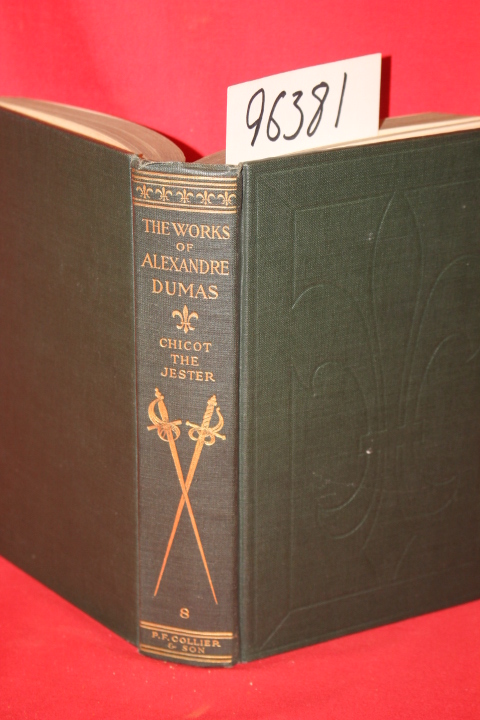 96381
THE WORKS
OF
ALEXANDRE
DUMAS
CHICOT
THE
JESTER
8
P.F. COLLIER
& SON